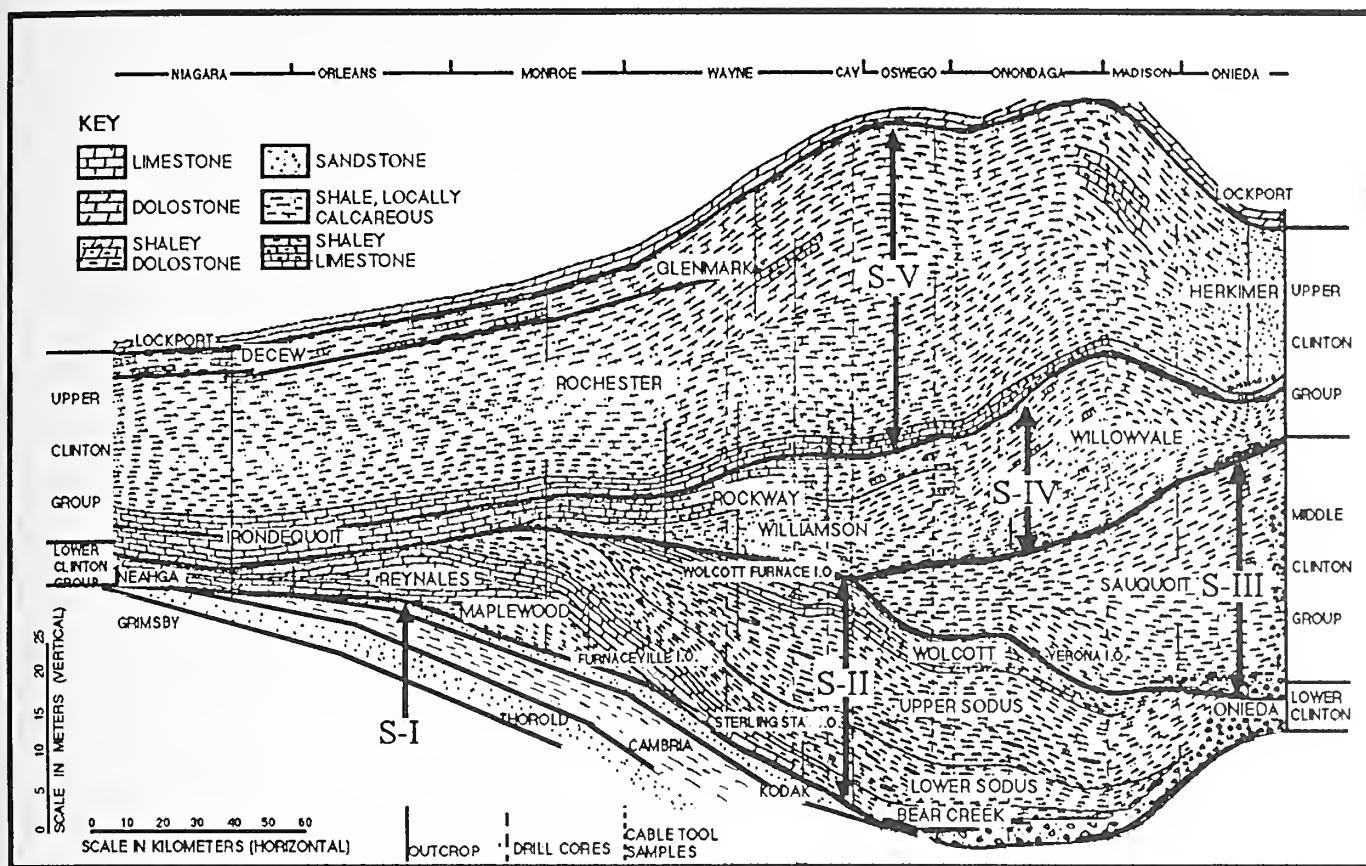 NIAGARA ORLEANS MONROE WAYNE CAY OSWEGO ONONDAGA MADISON ONIEDA
KEY
LIMESTONE
SANDSTONE
DOLOSTONE
SHALE, LOCALLY
CALCAREOUS
SHALEY
DOLOSTONE
SHALEY
LIMESTONE
LOCKPORT
UPPER
CLINTON
GROUP
HERKIMER
GLENMARK
S-V
LOCKPORT
DECEW
ROCHESTER
UPPER
CLINTON
GROUP
WILLOWVALE
ROCKWAY
S-IV
WILLIAMSON
IRONDEQUOIT
MIDDLE
CLINTON
GROUP
LOWER
CLINTON
GROUP
NEAHGA
REYNALES
WOLCOTT FURNACE I.O.
SAUQUOIT
S-III
MAPLEWOOD
GRIMSBY
FURNACEVILLE I.O.
WOLCOTT
VERONA I.O.
S-II
UPPER SODUS
LOWER
CLINTON
ONIEDA
S-I
THOROLD
STERLING STA
CAMBRIA
KODAK
LOWER SODUS
BEAR CREEK
25
20
15
10
5
0
SCALE IN METERS (VERTICAL)
0 10 20 30 40 50 60
SCALE IN KILOMETERS (HORIZONTAL)
OUTCROP
DRILL CORES
CABLE TOOL
SAMPLES